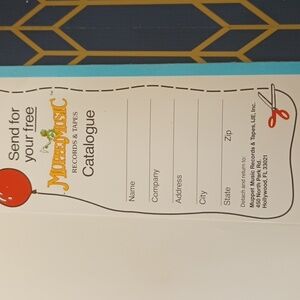 Send for
your free
MUPPET MUSIC
RECORDS & TAPES
Catalogue
Name
Company
Address
City
State Zip
Detach and return to:
Muppet Music Records & Tapes, Ltd., Inc.
450 North Park Rd.
Hollywood, FL 33021